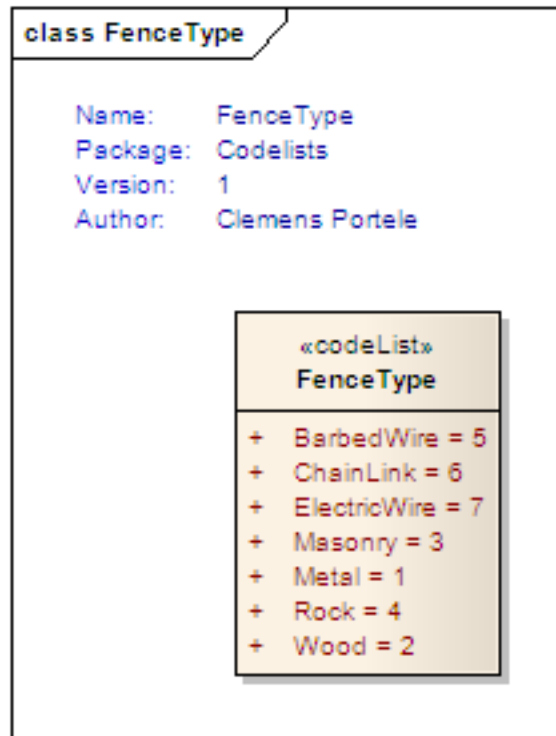 class FenceType
Name: FenceType
Package: Codelists
Version: 1
Author: Clemens Portele
«codeList»
FenceType
+ BarbedWire = 5
+ ChainLink = 6
+ ElectricWire = 7
+ Masonry = 3
+ Metal = 1
+ Rock = 4
+ Wood = 2